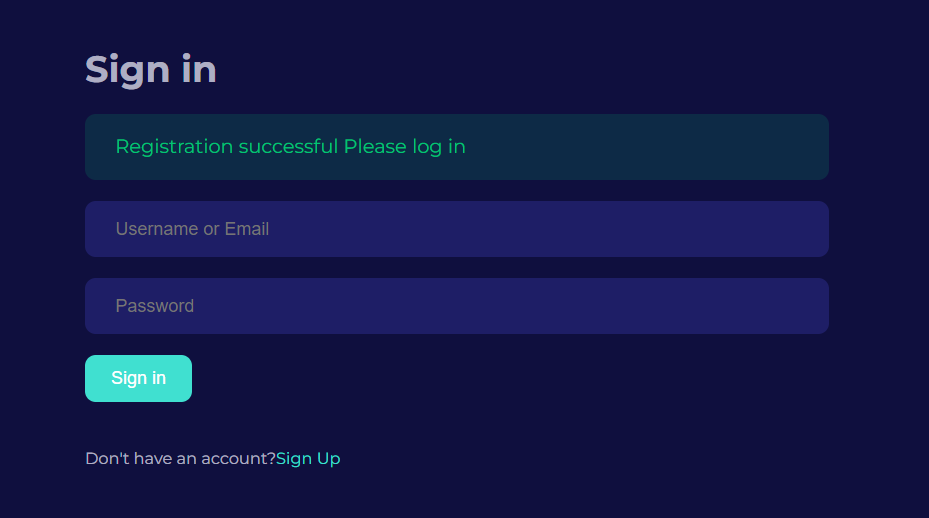 Sign in
Registration successful Please log in
Username or Email
Password
Sign in
Don't have an account?Sign Up